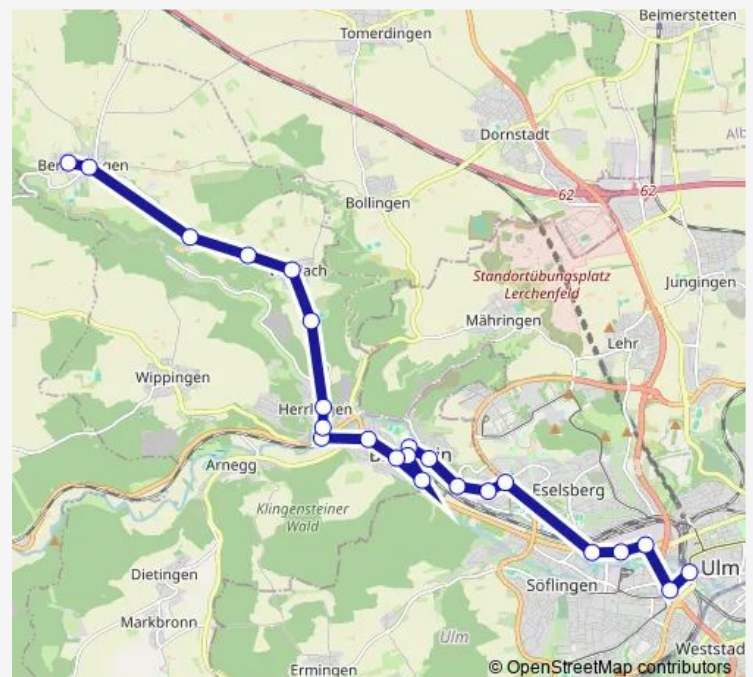 Beimerstetten
Tomerdingen
Dornstadt
Alb
62
62
Bollingen
Standortübungsplatz
Lerchenfeld
Jungingen
Mähringen
Lehr
Wippingen
Arnegg
Klingensteiner
Wald
Eselsberg
Dietingen
Söflingen
Ulm
Markbronn
Ulm
Weststad
Ermingen
© OpenStreetMap contributors